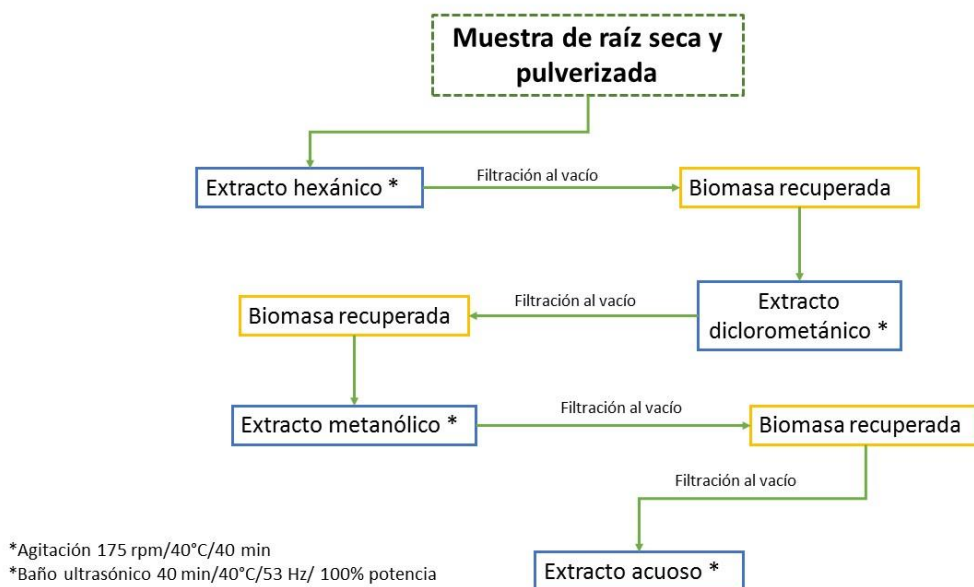 Muestra de raíz seca y
pulverizada
Extracto hexánico *
Filtración al vacío
Biomasa recuperada
Biomasa recuperada
Filtración al vacío
Extracto
diclorometánico *
Extracto metanólico *
Filtración al vacío
Biomasa recuperada
Filtración al vacío
Extracto acuoso *
*Agitación 175 rpm/40°C/40 min
*Baño ultrasónico 40 min/40°C/53 Hz/ 100% potencia